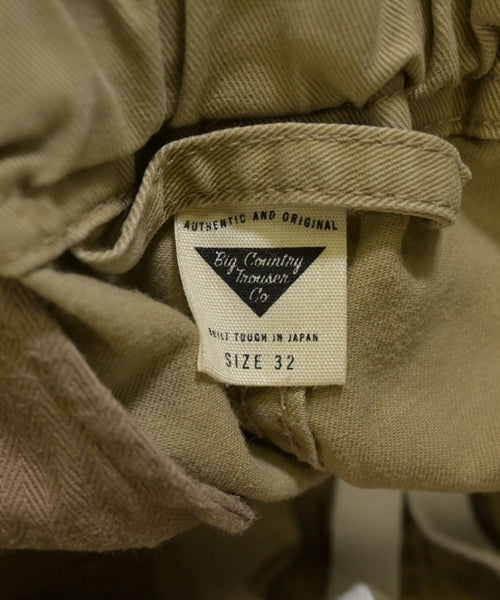 AUTHENTIC AND ORIGINAL
Big Country
Trouser
Co
BUILT TOUGH IN JAPAN
SIZE 32